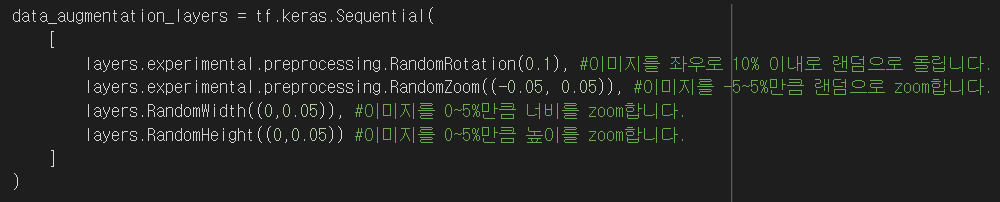 data_augmentation_layers = tf.keras.Sequential(
    [
        layers.experimental.preprocessing.RandomRotation(0.1), #이미지를 좌우로 10% 이내로 랜덤으로 돌립니다.
        layers.experimental.preprocessing.RandomZoom((-0.05, 0.05)), #이미지를 -5~5%만큼 랜덤으로 zoom합니다.
        layers.RandomWidth((0,0.05)), #이미지를 0~5%만큼 너비를 zoom합니다.
        layers.RandomHeight((0,0.05)) #이미지를 0~5%만큼 높이를 zoom합니다.
    ]
)